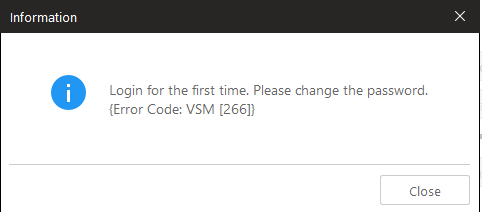 Information
Login for the first time. Please change the password.
{Error Code: VSM [266]}
Close